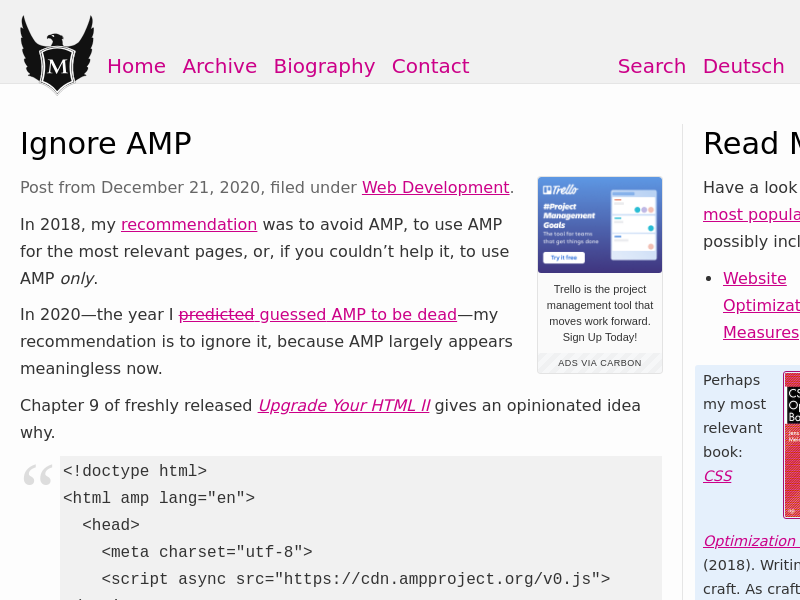 M
Home Archive Biography Contact Search Deutsch
Ignore AMP
Post from December 21, 2020, filed under Web Development.
In 2018, my recommendation was to avoid AMP, to use AMP
for the most relevant pages, or, if you couldn’t help it, to use
AMP only.
In 2020—the year I predicted guessed AMP to be dead—my
recommendation is to ignore it, because AMP largely appears
meaningless now.
Chapter 9 of freshly released Upgrade Your HTML II gives an opinionated idea
why.
“
<!doctype html>
<html amp lang="en">
<head>
<meta charset="utf-8">
<script async src="https://cdn.ampproject.org/v0.js">
Trello
#Project
Management
Goals
The tool for teams
that get things done
Try it free
Trello is the project
management tool that
moves work forward.
Sign Up Today!
ADS VIA CARBON
Read
Have a look
most popula
possibly incl
• Website
Optimizat
Measures
Perhaps
my most
relevant
book:
CSS
Optimization
(2018). Writin
craft. As craft